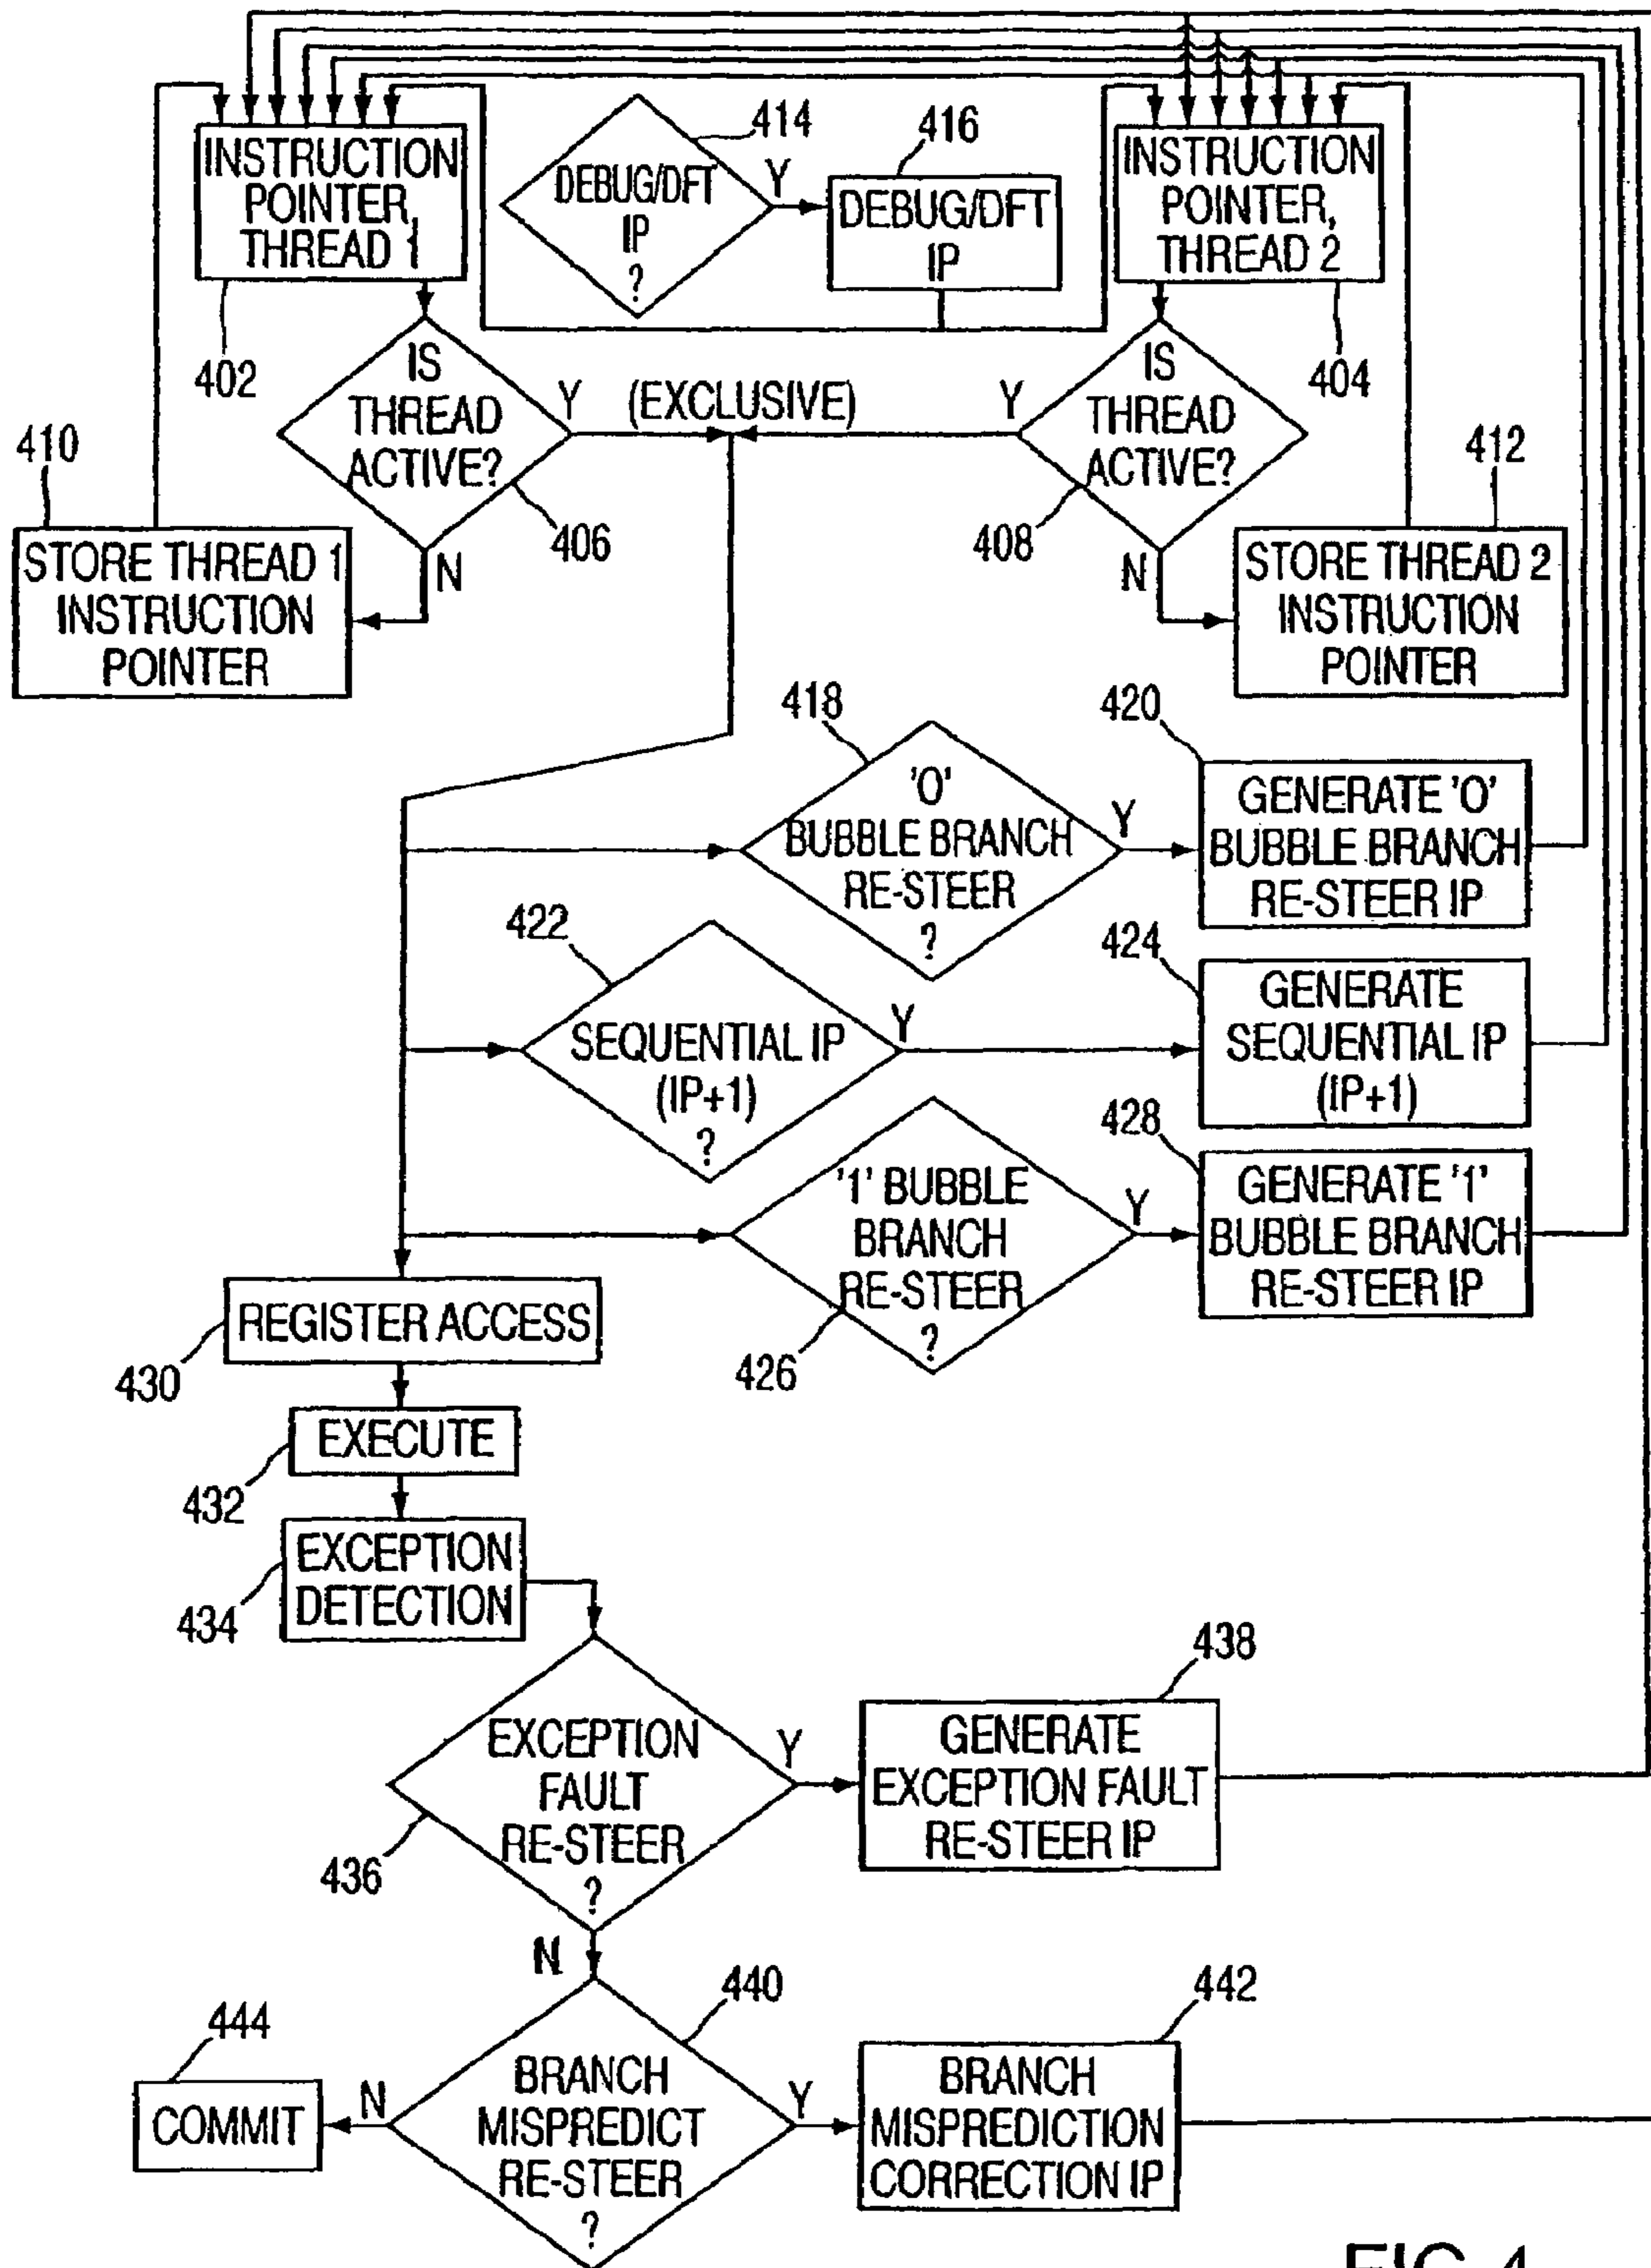 INSTRUCTION
POINTER,
THREAD 1
402
DEBUG/DFT
IP
?
414
Y
416
DEBUG/DFT
IP
INSTRUCTION
POINTER,
THREAD 2
404
IS
THREAD
ACTIVE?
406
Y
(EXCLUSIVE)
Y
IS
THREAD
ACTIVE?
408
410
STORE THREAD 1
INSTRUCTION
POINTER
N
N
412
STORE THREAD 2
INSTRUCTION
POINTER
418
'0'
BUBBLE BRANCH
RE-STEER
?
Y
420
GENERATE '0'
BUBBLE BRANCH
RE-STEER IP
422
SEQUENTIAL IP
(IP+1)
?
Y
424
GENERATE
SEQUENTIAL IP
(IP+1)
'1' BUBBLE
BRANCH
RE-STEER
?
426
Y
428
GENERATE '1'
BUBBLE BRANCH
RE-STEER IP
REGISTER ACCESS
430
EXECUTE
432
EXCEPTION
DETECTION
434
EXCEPTION
FAULT
RE-STEER
?
436
Y
438
GENERATE
EXCEPTION FAULT
RE-STEER IP
N
440
BRANCH
MISPREDICT
RE-STEER
?
Y
442
BRANCH
MISPREDICTION
CORRECTION IP
N
444
COMMIT
FIG 4